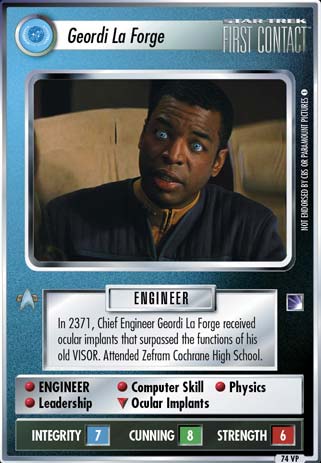 Geordi La Forge
STAR TREK
FIRST CONTACT
NOT ENDORSED BY CBS OR PARAMOUNT PICTURES
ENGINEER
In 2371, Chief Engineer Geordi La Forge received
ocular implants that surpassed the functions of his
old VISOR. Attended Zefram Cochrane High School.
ENGINEER Computer Skill Physics
Leadership Ocular Implants
INTEGRITY 7 CUNNING 8 STRENGTH 6
74 VP